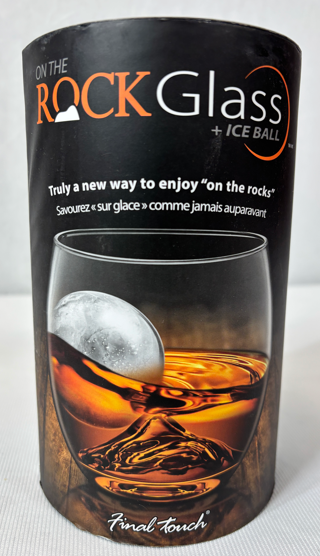 ON THE
ROCK Glass
+ ICE BALL
Truly a new way to enjoy “on the rocks”
Savourez « sur glace » comme jamais auparavant
Final Touch®